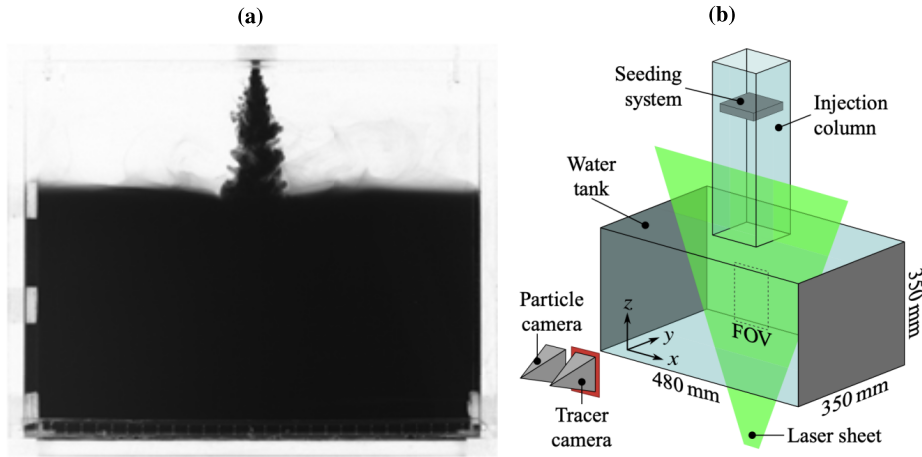 (a)
(b)
Seeding
system
Injection
column
Water
tank
350 mm
Particle
camera
z
y
x
FOV
480 mm
350 mm
Tracer
camera
Laser sheet